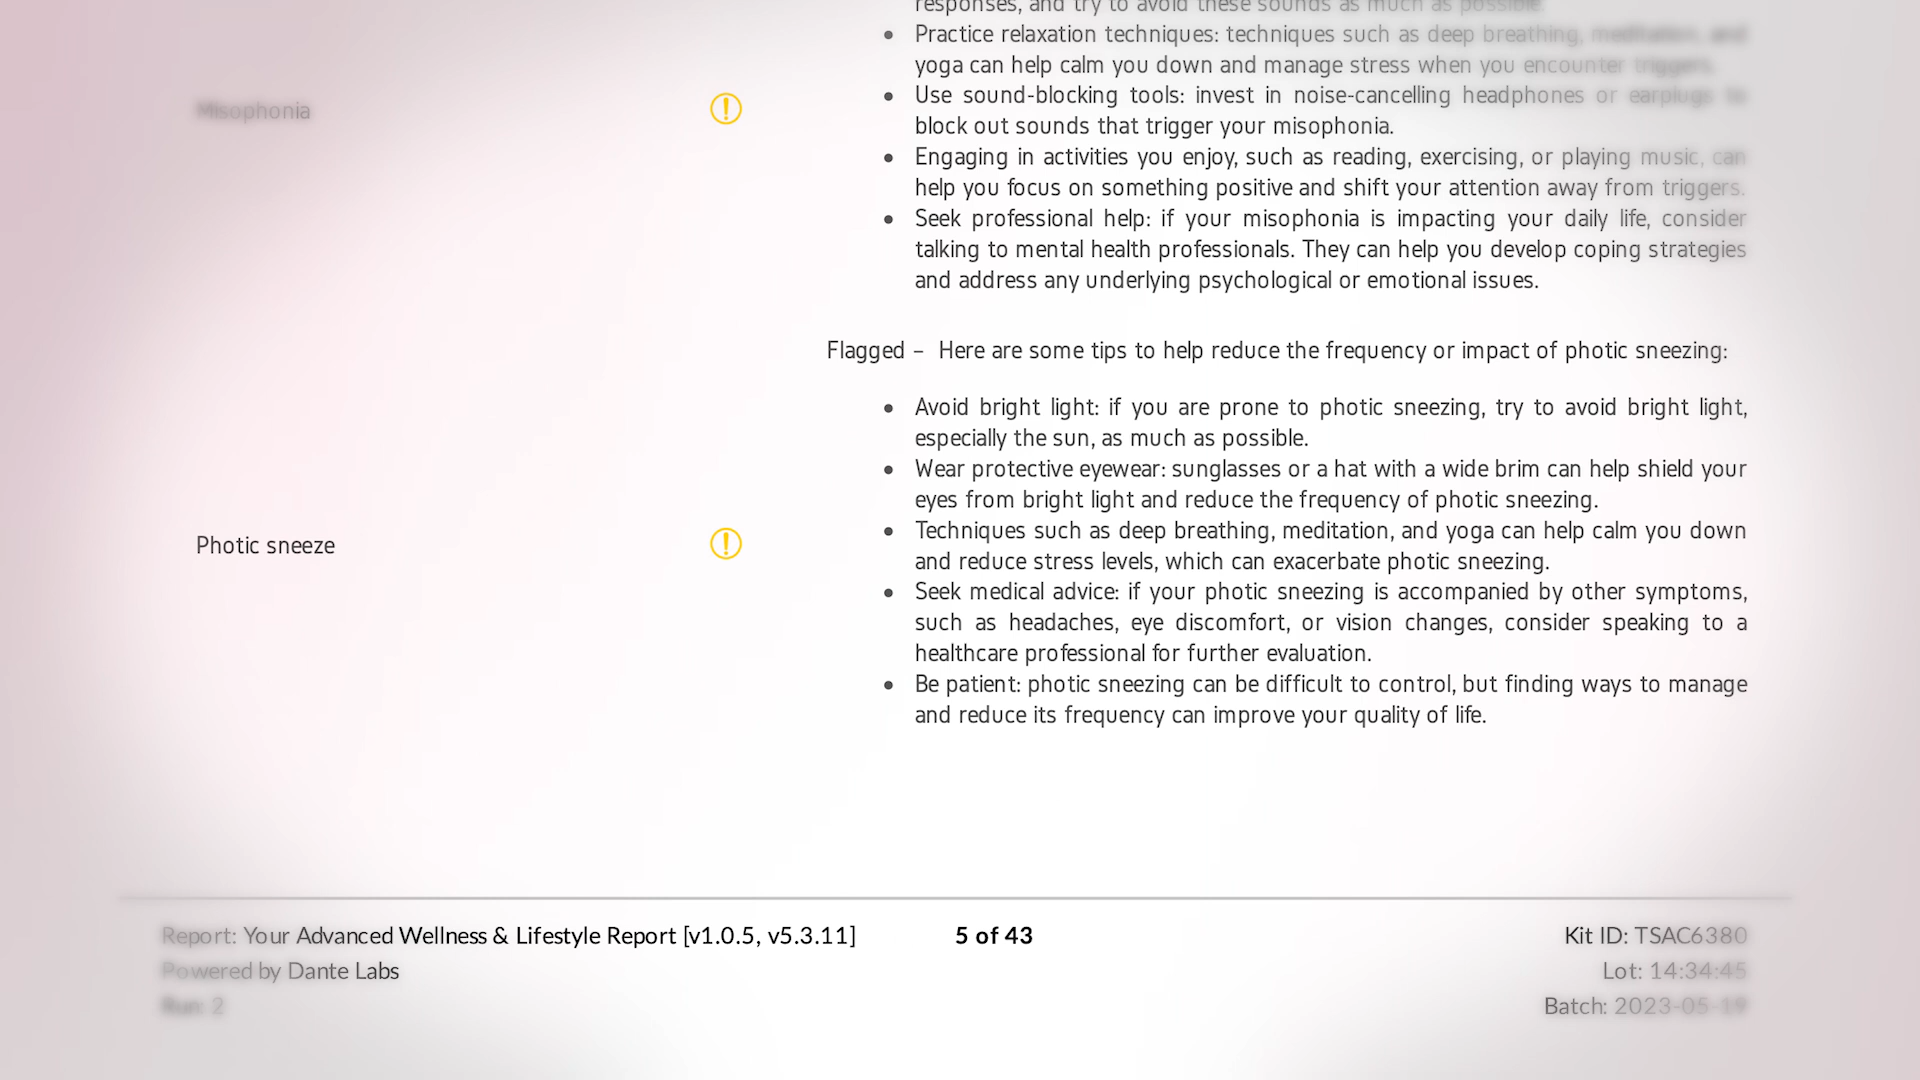 responses, and try to avoid these sounds as much as possible.
Practice relaxation techniques: techniques such as deep breathing, meditation, and
yoga can help calm you down and manage stress when you encounter triggers.
Misophonia
Use sound-blocking tools: invest in noise-cancelling headphones or earplugs to
block out sounds that trigger your misophonia.
Engaging in activities you enjoy, such as reading, exercising, or playing music, can
help you focus on something positive and shift your attention away from triggers.
Seek professional help: if your misophonia is impacting your daily life, consider
talking to mental health professionals. They can help you develop coping strategies
and address any underlying psychological or emotional issues.
Flagged – Here are some tips to help reduce the frequency or impact of photic sneezing:
Avoid bright light: if you are prone to photic sneezing, try to avoid bright light,
especially the sun, as much as possible.
Wear protective eyewear: sunglasses or a hat with a wide brim can help shield your
eyes from bright light and reduce the frequency of photic sneezing.
Photic sneeze
Techniques such as deep breathing, meditation, and yoga can help calm you down
and reduce stress levels, which can exacerbate photic sneezing.
Seek medical advice: if your photic sneezing is accompanied by other symptoms,
such as headaches, eye discomfort, or vision changes, consider speaking to a
healthcare professional for further evaluation.
Be patient: photic sneezing can be difficult to control, but finding ways to manage
and reduce its frequency can improve your quality of life.
Report: Your Advanced Wellness & Lifestyle Report [v1.0.5, v5.3.11]
Powered by Dante Labs
Run: 2
5 of 43
Kit ID: TSAC6380
Lot: 14:34:45
Batch: 2023-05-19